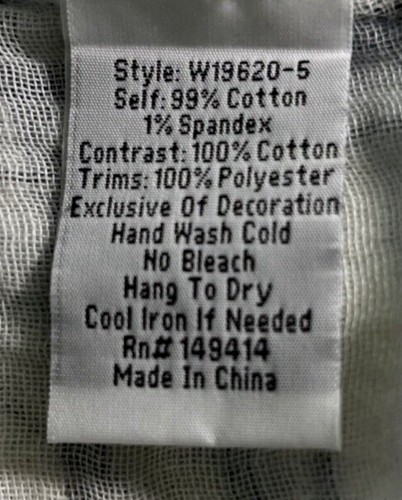 Style: W19620-5
Self: 99% Cotton
1% Spandex
Contrast: 100% Cotton
Trims: 100% Polyester
Exclusive Of Decoration
Hand Wash Cold
No Bleach
Hang To Dry
Cool Iron If Needed
Rn# 149414
Made In China